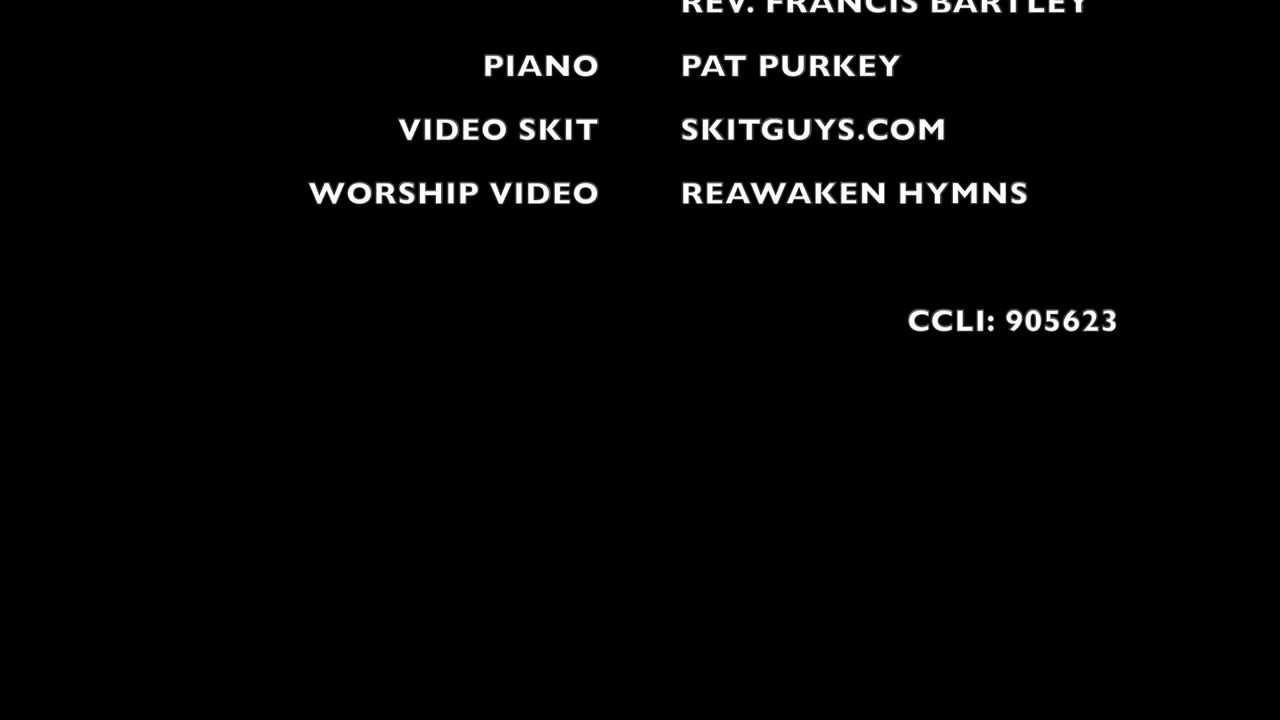 REV. FRANCIS BARTLEY
PIANO PAT PURKEY
VIDEO SKIT SKITGUYS.COM
WORSHIP VIDEO REAWAKEN HYMNS
CCLI: 905623